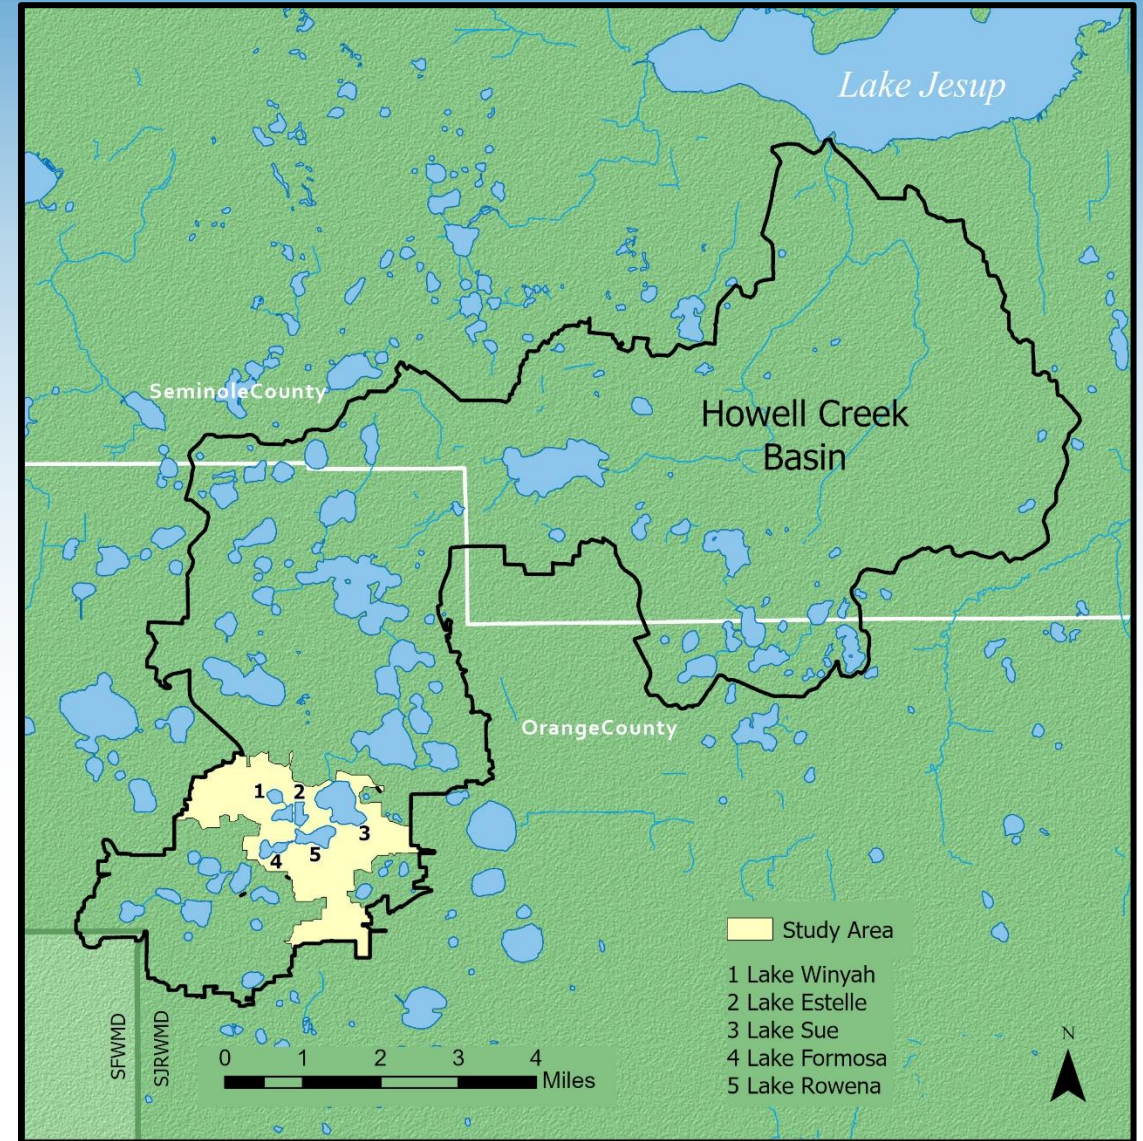 Lake Jesup
SeminoleCounty
Howell Creek
Basin
OrangeCounty
1
2
3
4
5
Study Area
1 Lake Winyah
2 Lake Estelle
3 Lake Sue
4 Lake Formosa
5 Lake Rowena
SFWMD
SJRWMD
0 1 2 3 4
Miles
N